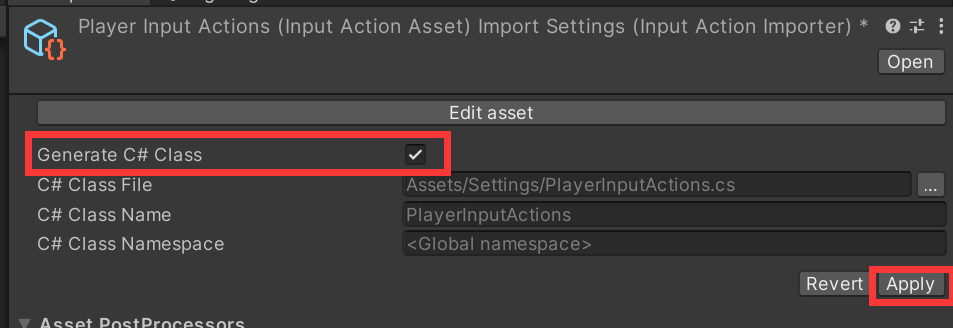 Player Input Actions (Input Action Asset) Import Settings (Input Action Importer) *
Open
Edit asset
Generate C# Class
C# Class File Assets/Settings/PlayerInputActions.cs ...
C# Class Name PlayerInputActions
C# Class Namespace <Global namespace>
Revert Apply
Asset PostProcessors